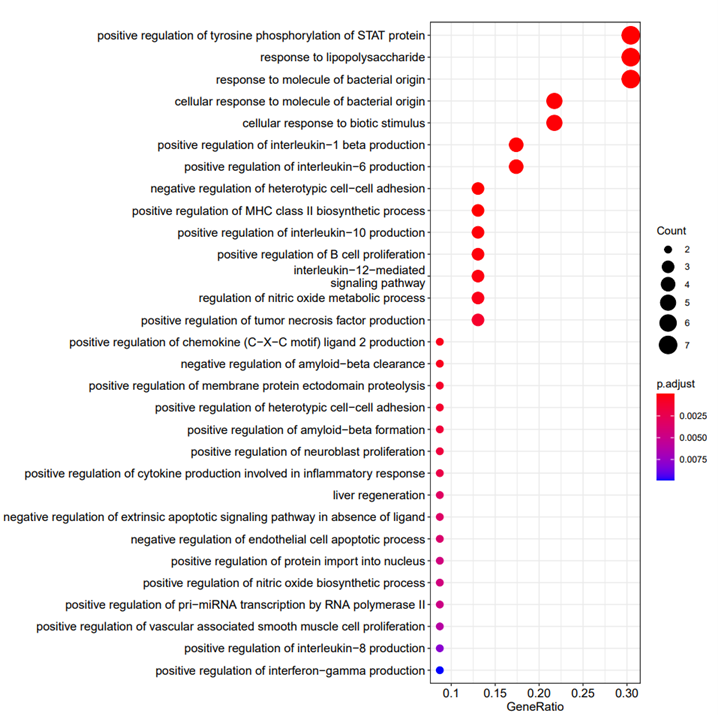 positive regulation of tyrosine phosphorylation of STAT protein
response to lipopolysaccharide
response to molecule of bacterial origin
cellular response to molecule of bacterial origin
cellular response to biotic stimulus
positive regulation of interleukin−1 beta production
positive regulation of interleukin−6 production
negative regulation of heterotypic cell−cell adhesion
positive regulation of MHC class II biosynthetic process
positive regulation of interleukin−10 production
positive regulation of B cell proliferation
interleukin−12−mediated
signaling pathway
regulation of nitric oxide metabolic process
positive regulation of tumor necrosis factor production
positive regulation of chemokine (C−X−C motif) ligand 2 production
negative regulation of amyloid−beta clearance
positive regulation of membrane protein ectodomain proteolysis
positive regulation of heterotypic cell−cell adhesion
positive regulation of amyloid−beta formation
positive regulation of neuroblast proliferation
positive regulation of cytokine production involved in inflammatory response
liver regeneration
negative regulation of extrinsic apoptotic signaling pathway in absence of ligand
negative regulation of endothelial cell apoptotic process
positive regulation of protein import into nucleus
positive regulation of nitric oxide biosynthetic process
positive regulation of pri−miRNA transcription by RNA polymerase II
positive regulation of vascular associated smooth muscle cell proliferation
positive regulation of interleukin−8 production
positive regulation of interferon−gamma production
0.1 0.15 0.20 0.25 0.30
GeneRatio
Count
2
3
4
5
6
7
p.adjust
0.0025
0.0050
0.0075